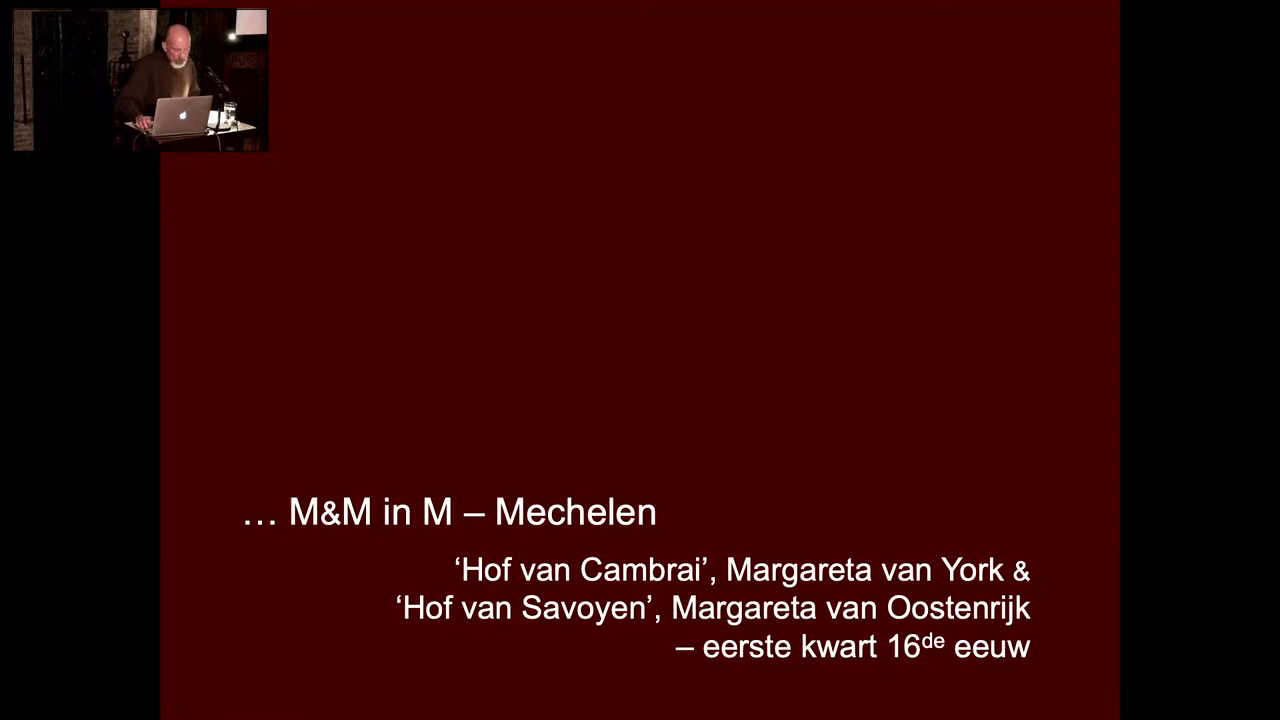 … M&M in M – Mechelen
‘Hof van Cambrai’, Margareta van York &
‘Hof van Savoyen’, Margareta van Oostenrijk
– eerste kwart 16de eeuw